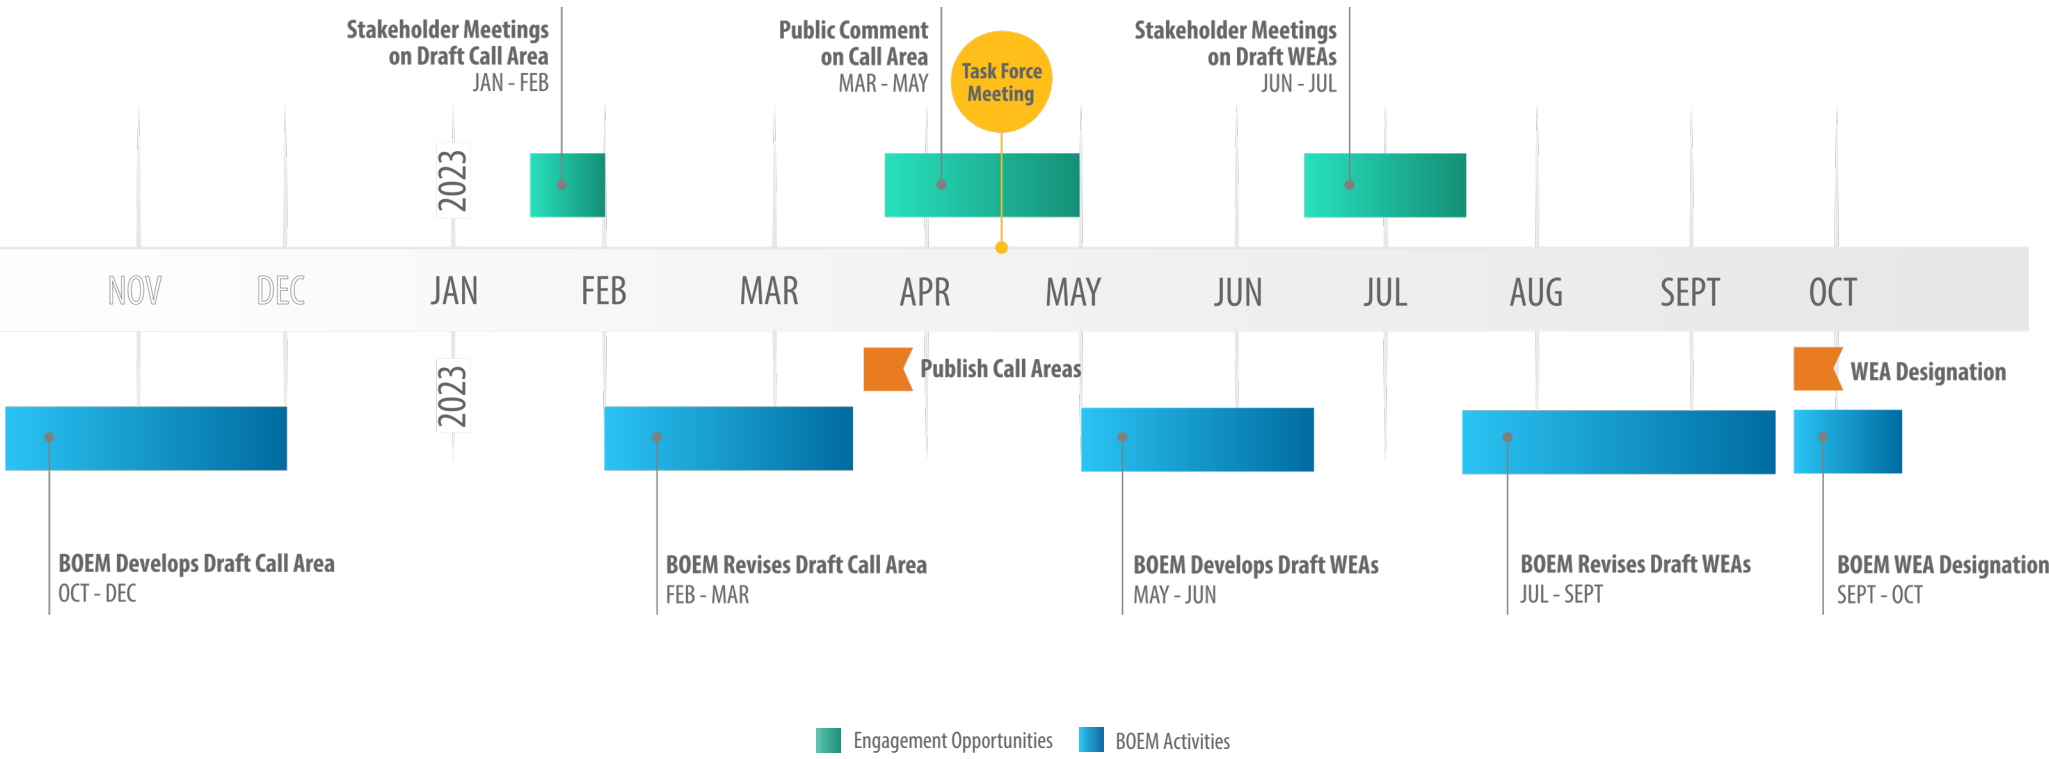 Stakeholder Meetings
on Draft Call Area
JAN - FEB
Public Comment
on Call Area
MAR - MAY
Task Force
Meeting
Stakeholder Meetings
on Draft WEAs
JUN - JUL
2023
NOV
DEC
JAN
FEB
MAR
APR
MAY
JUN
JUL
AUG
SEPT
OCT
2023
Publish Call Areas
WEA Designation
BOEM Develops Draft Call Area
OCT - DEC
BOEM Revises Draft Call Area
FEB - MAR
BOEM Develops Draft WEAs
MAY - JUN
BOEM Revises Draft WEAs
JUL - SEPT
BOEM WEA Designation
SEPT - OCT
Engagement Opportunities
BOEM Activities